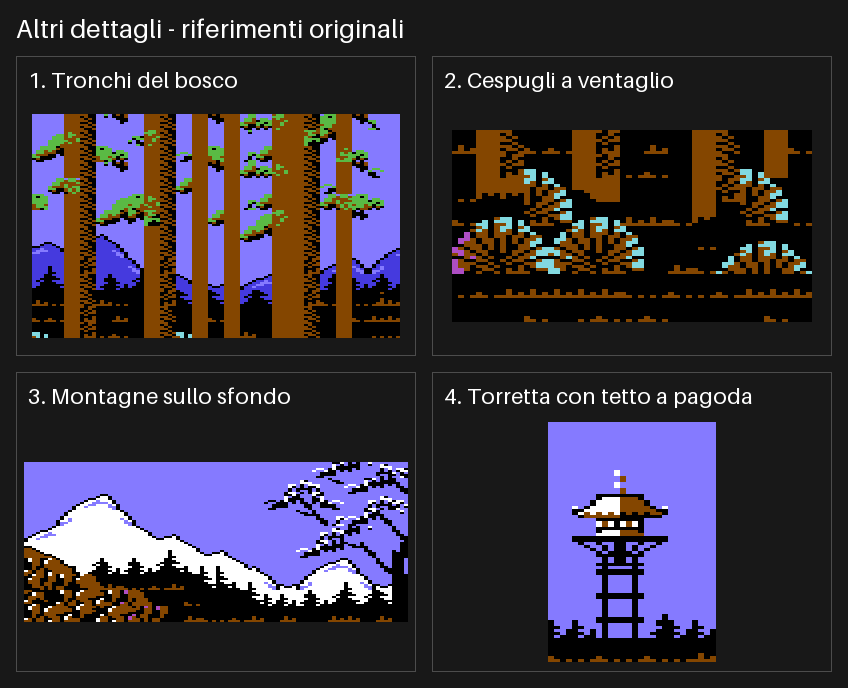 Altri dettagli - riferimenti originali
1. Tronchi del bosco
2. Cespugli a ventaglio
3. Montagne sullo sfondo
4. Torretta con tetto a pagoda